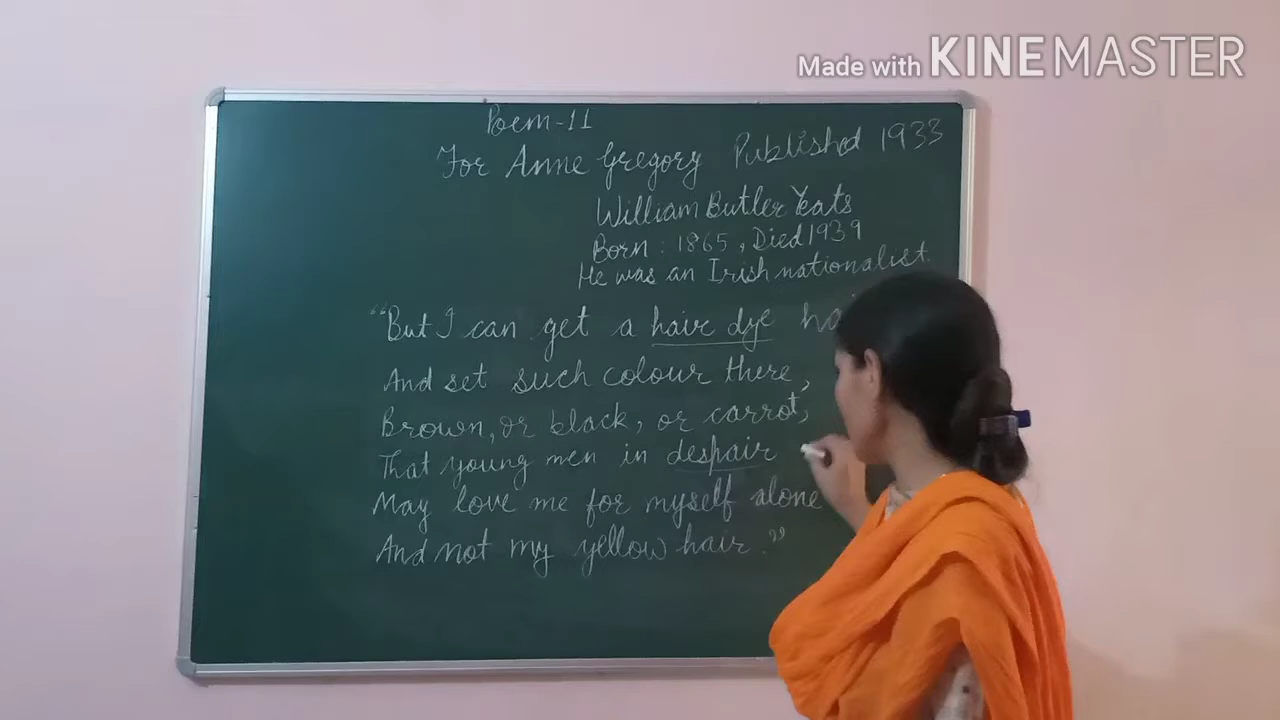 Made with KINEMASTER
Poem-11
For Anne Gregory Published 1933
William Butler Yeats
Born : 1865 , Died 1939
He was an Irish nationalist.
"But I can get a hair dye
And set such colour there,
Brown, or black, or carrot,
That young men in despair
May love me for myself alone
And not my yellow hair."